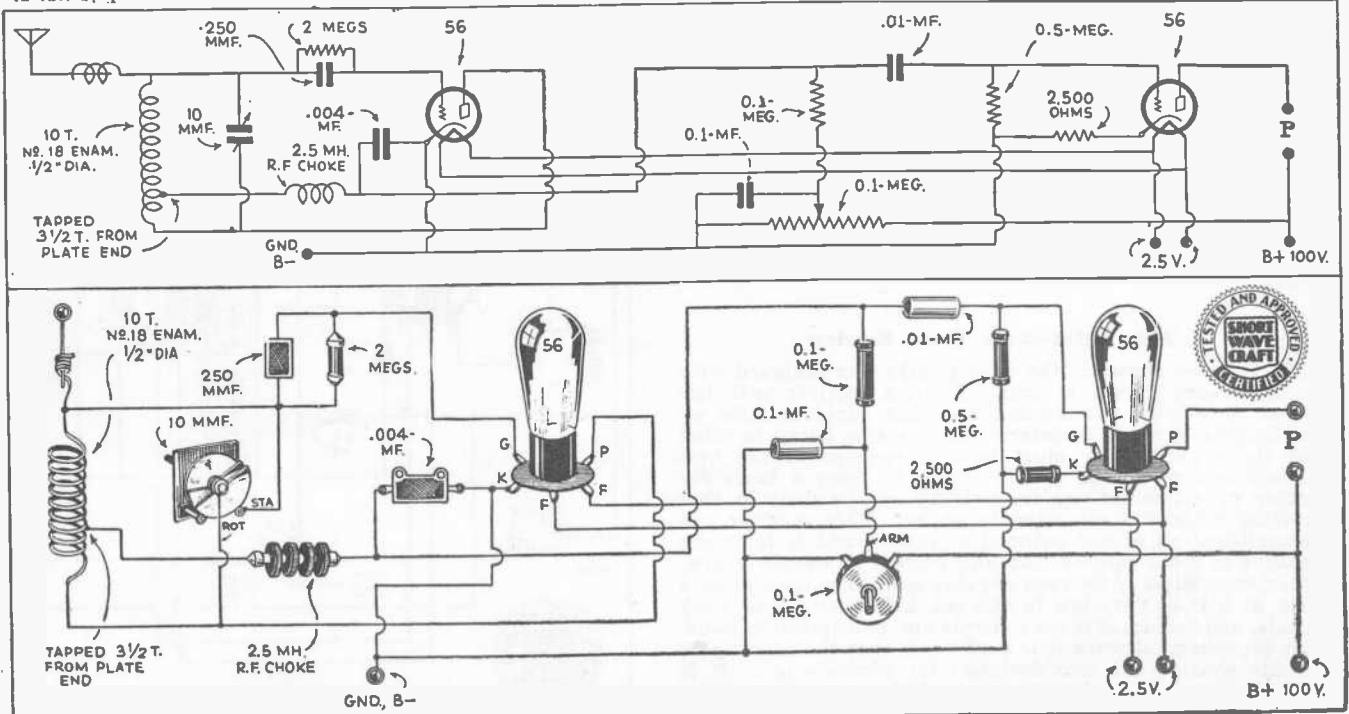 .250
MMF.
2 MEGS
56
10 T.
Nº.18 ENAM.
1/2" DIA.
10
MMF.
.004-
MF.
2.5 MH.
R.F CHOKE
TAPPED
3 1/2 T. FROM
PLATE END
GND.
B-
.01-MF.
0.5-MEG.
56
0.1-
MEG.
2,500
OHMS
0.1-MF.
0.1-MEG.
P
2.5 V.
B+ 100V.
10 T.
Nº.18 ENAM.
1/2" DIA
250
MMF.
2
MEGS.
10 MMF.
STA
ROT
.004-
MF.
56
G
P
K
F
F
TAPPED 3 1/2 T.
FROM PLATE
END
2.5 MH.
R.F. CHOKE
GND., B-
0.1-
MEG.
.01-MF.
0.1-MF.
0.5-
MEG.
2,500
OHMS
ARM
0.1-
MEG.
56
G
P
K
F
F
TESTED AND APPROVED
SHORT
WAVE
CRAFT
CERTIFIED
P
2.5V.
B+ 100V.